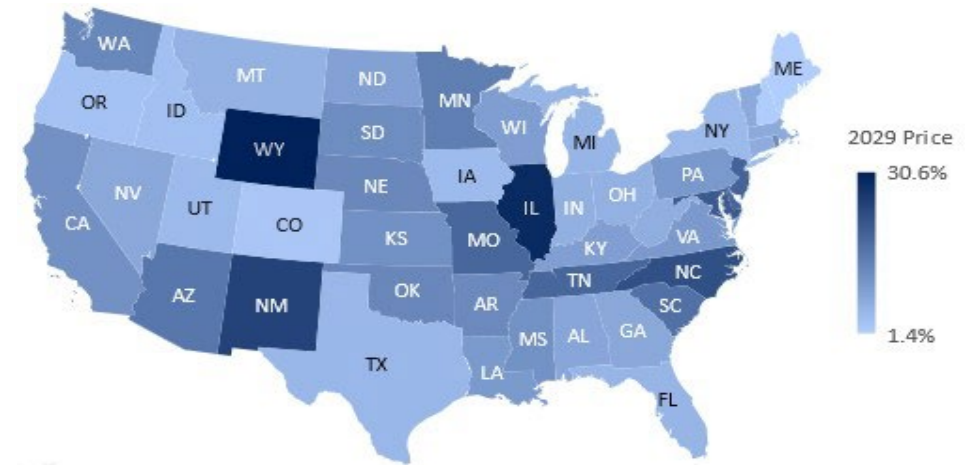 WA
MT
ND
MN
ME
OR
ID
SD
WI
MI
NY
WY
2029 Price
30.6%
NE
IA
PA
NV
UT
CO
IL
IN
OH
CA
KS
MO
KY
VA
AZ
NM
OK
AR
TN
NC
SC
MS
AL
GA
1.4%
TX
LA
FL